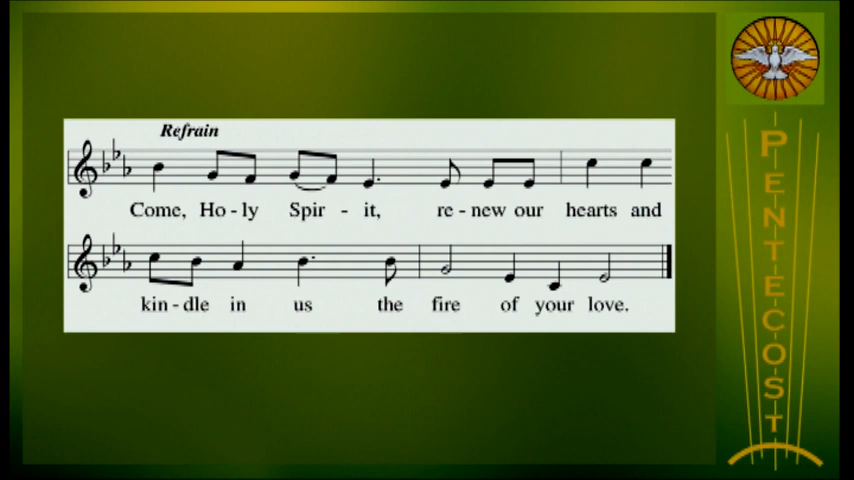 Refrain
Come, Ho - ly Spir - it, re - new our hearts and
kin - dle in us the fire of your love.
PENTECOST